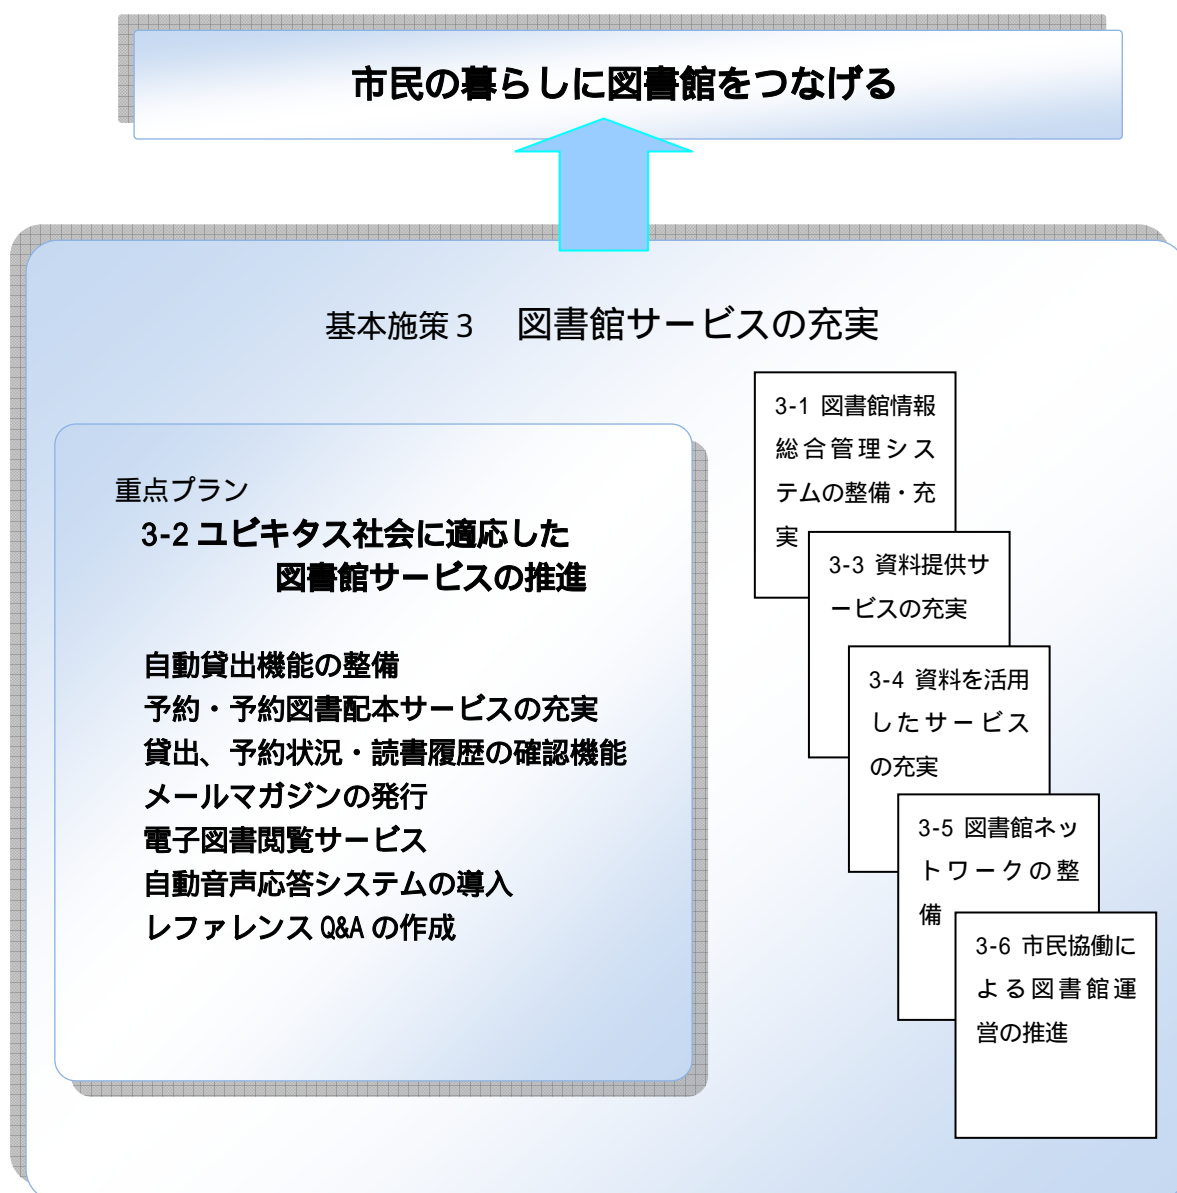 市民の暮らしに図書館をつなげる
基本施策３　図書館サービスの充実
重点プラン
3-2 ユビキタス社会に適応した
図書館サービスの推進
自動貸出機能の整備
予約・予約図書配本サービスの充実
貸出、予約状況・読書履歴の確認機能
メールマガジンの発行
電子図書閲覧サービス
自動音声応答システムの導入
レファレンス Q&A の作成
3-1 図書館情報
総合管理シス
テムの整備・充
実
3-3 資料提供サ
ービスの充実
3-4 資料を活用
したサービス
の充実
3-5 図書館ネッ
トワークの整
備
3-6 市民協働に
よる図書館運
営の推進